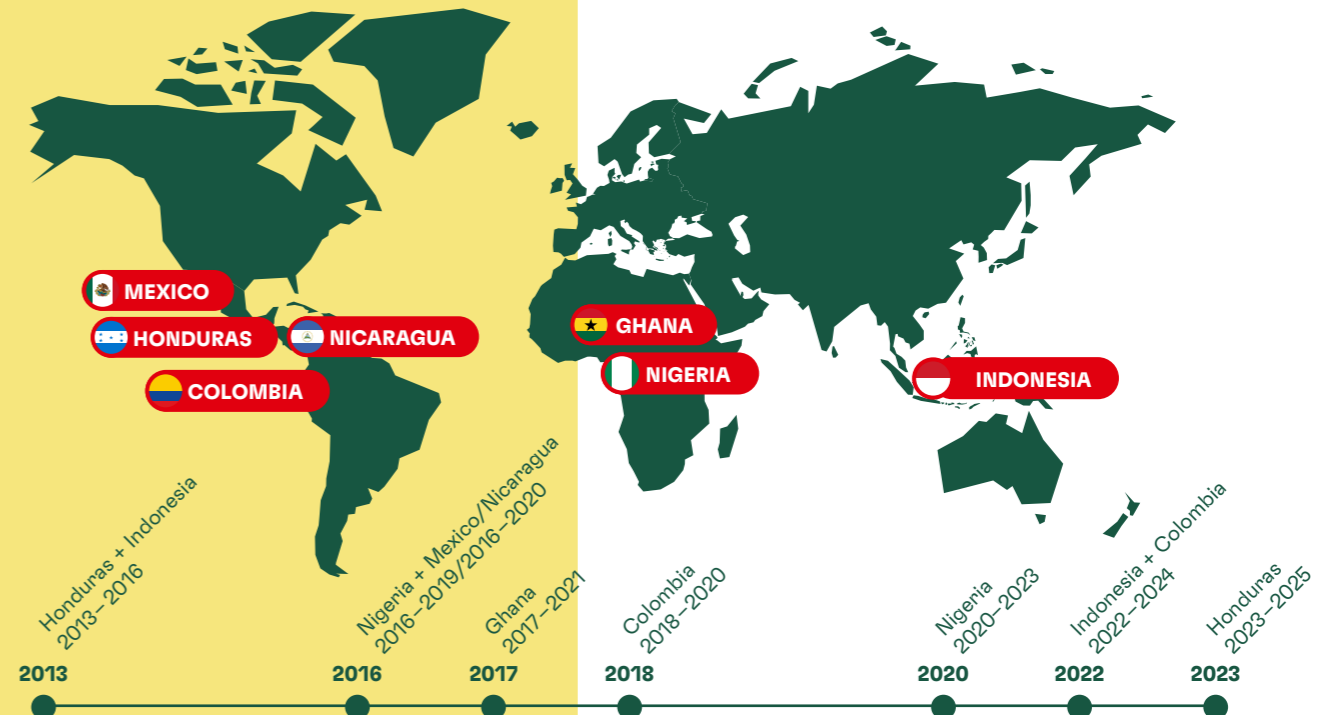 MEXICO
HONDURAS
NICARAGUA
COLOMBIA
GHANA
NIGERIA
INDONESIA
Honduras + Indonesia
2013–2016
Nigeria + Mexico/Nicaragua
2016–2019/2016–2020
Ghana
2017–2021
Colombia
2018–2020
Nigeria
2020–2023
Indonesia + Colombia
2022–2024
Honduras
2023–2025
2013
2016
2017
2018
2020
2022
2023